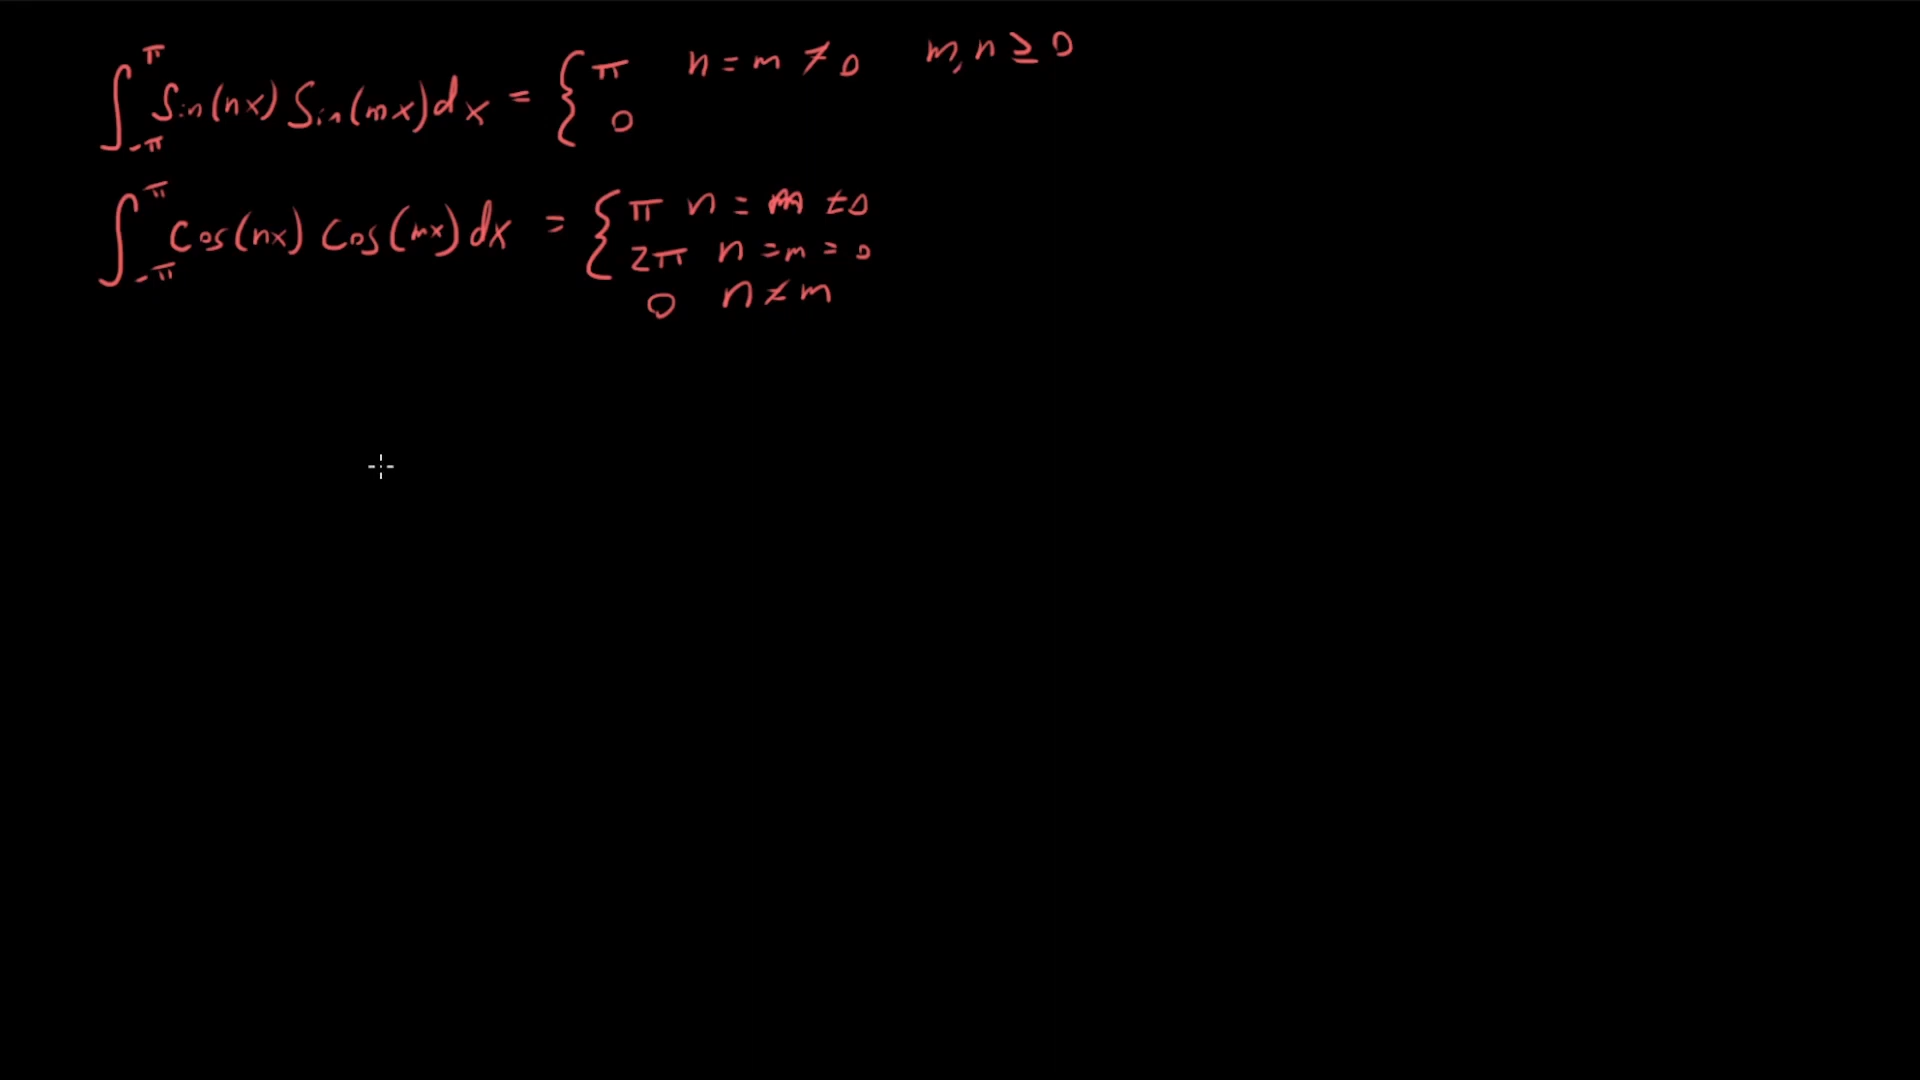 ∫_{-π}^{π} Sin(nx) Sin(mx) dx = { π n = m ≠ 0 m, n ≥ 0
0
∫_{-π}^{π} Cos(nx) Cos(mx) dx = { π n = m ≠ 0
2π n = m = 0
0 n ≠ m